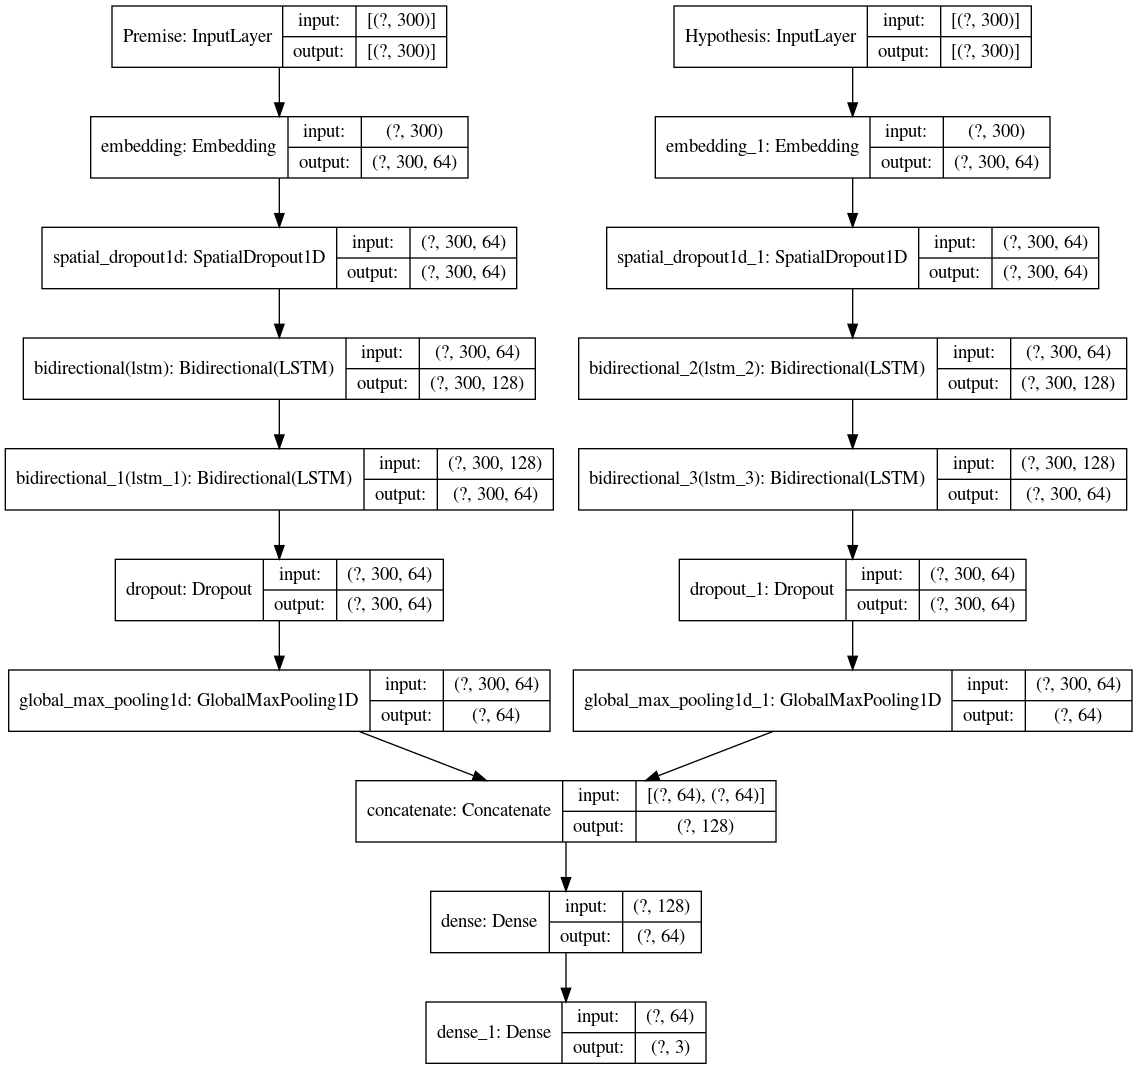 Premise: InputLayer
input: [(?, 300)]
output: [(?, 300)]
Hypothesis: InputLayer
input: [(?, 300)]
output: [(?, 300)]
embedding: Embedding
input: (?, 300)
output: (?, 300, 64)
embedding_1: Embedding
input: (?, 300)
output: (?, 300, 64)
spatial_dropout1d: SpatialDropout1D
input: (?, 300, 64)
output: (?, 300, 64)
spatial_dropout1d_1: SpatialDropout1D
input: (?, 300, 64)
output: (?, 300, 64)
bidirectional(lstm): Bidirectional(LSTM)
input: (?, 300, 64)
output: (?, 300, 128)
bidirectional_2(lstm_2): Bidirectional(LSTM)
input: (?, 300, 64)
output: (?, 300, 128)
bidirectional_1(lstm_1): Bidirectional(LSTM)
input: (?, 300, 128)
output: (?, 300, 64)
bidirectional_3(lstm_3): Bidirectional(LSTM)
input: (?, 300, 128)
output: (?, 300, 64)
dropout: Dropout
input: (?, 300, 64)
output: (?, 300, 64)
dropout_1: Dropout
input: (?, 300, 64)
output: (?, 300, 64)
global_max_pooling1d: GlobalMaxPooling1D
input: (?, 300, 64)
output: (?, 64)
global_max_pooling1d_1: GlobalMaxPooling1D
input: (?, 300, 64)
output: (?, 64)
concatenate: Concatenate
input: [(?, 64), (?, 64)]
output: (?, 128)
dense: Dense
input: (?, 128)
output: (?, 64)
dense_1: Dense
input: (?, 64)
output: (?, 3)